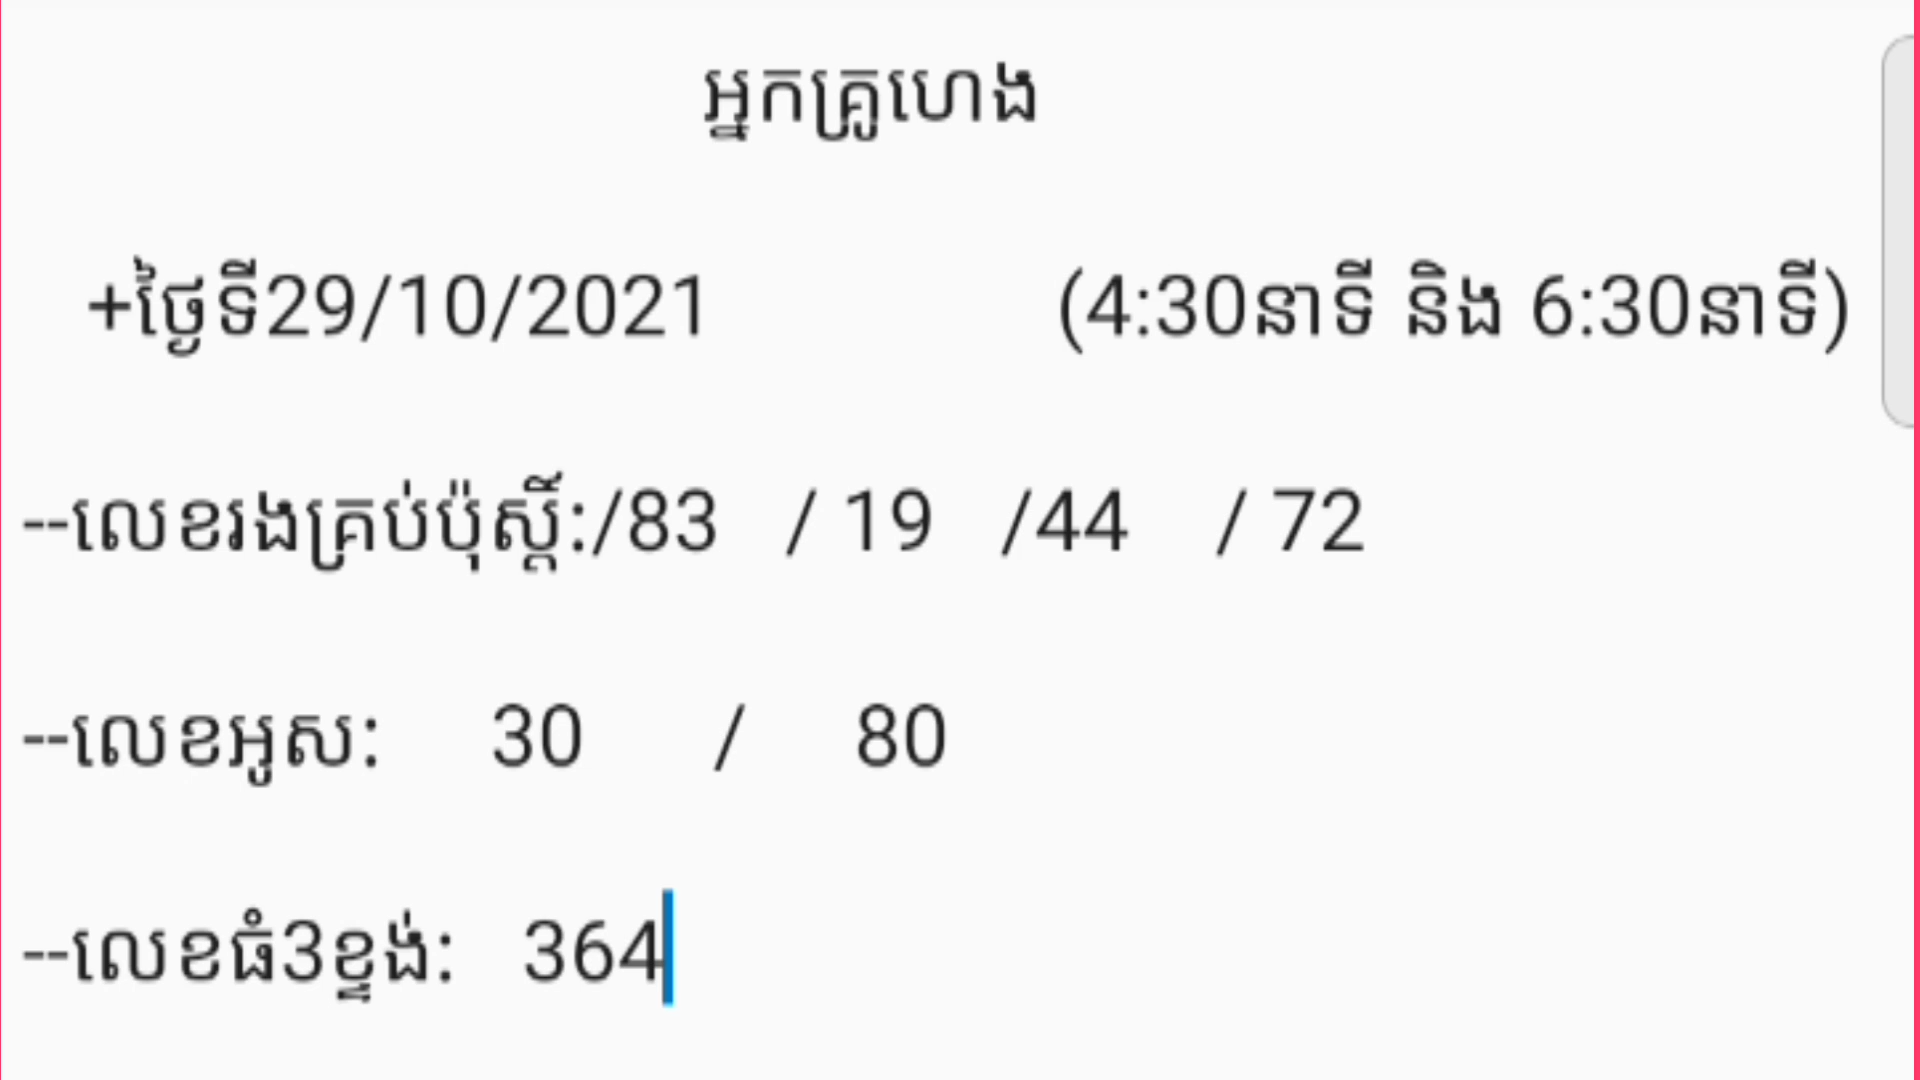 អ្នកគ្រូហេង
+ថ្ងៃទី29/10/2021 (4:30នាទី និង 6:30នាទី)
--លេខរងគ្រប់ប៉ុស្តិ៍:/83 / 19 /44 / 72
--លេខអូស: 30 / 80
--លេខធំ3ខ្ទង់: 364